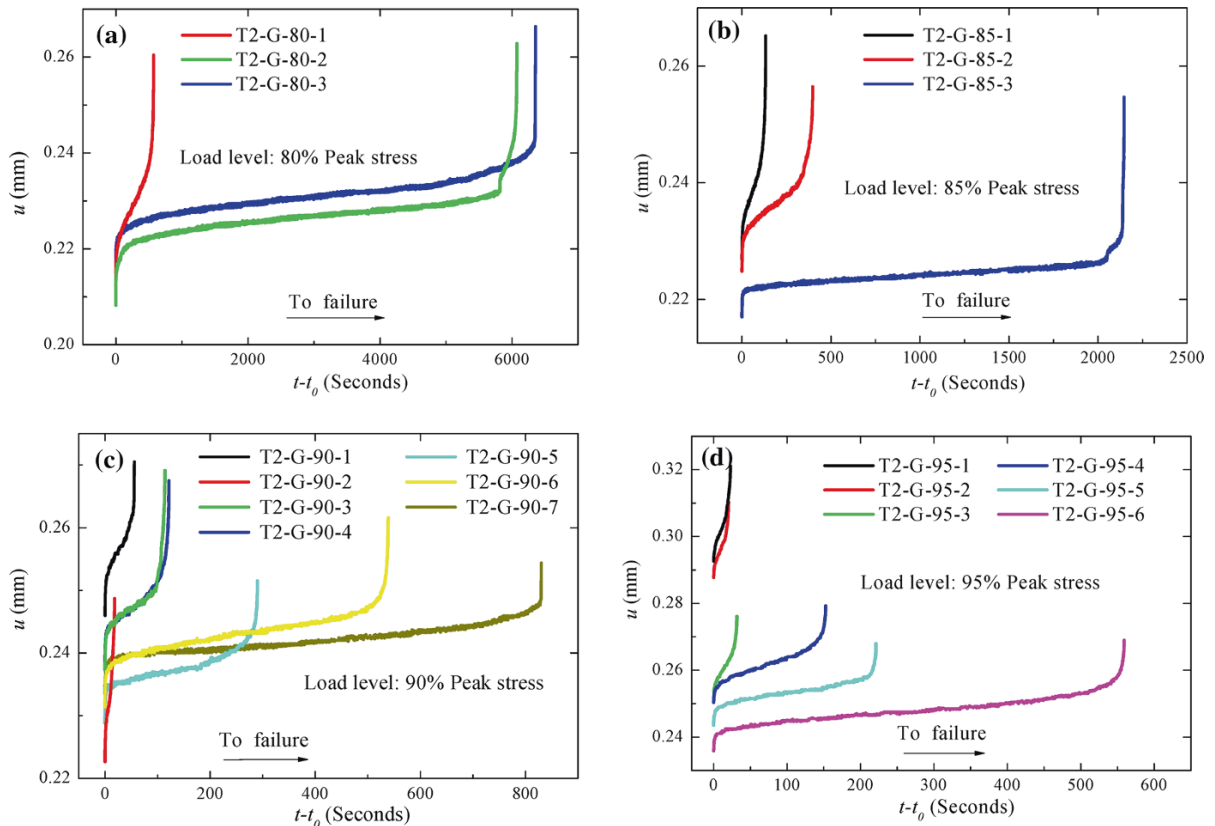 (a)
T2-G-80-1
T2-G-80-2
T2-G-80-3
Load level: 80% Peak stress
To failure
u (mm)
0.26
0.24
0.22
0.20
0 2000 4000 6000
t-t0 (Seconds)
(b)
T2-G-85-1
T2-G-85-2
T2-G-85-3
Load level: 85% Peak stress
To failure
u (mm)
0.26
0.24
0.22
0 500 1000 1500 2000 2500
t-t0 (Seconds)
(c)
T2-G-90-1 T2-G-90-5
T2-G-90-2 T2-G-90-6
T2-G-90-3 T2-G-90-7
T2-G-90-4
Load level: 90% Peak stress
To failure
u (mm)
0.26
0.24
0.22
0 200 400 600 800
t-t0 (Seconds)
(d)
T2-G-95-1 T2-G-95-4
T2-G-95-2 T2-G-95-5
T2-G-95-3 T2-G-95-6
Load level: 95% Peak stress
To failure
u (mm)
0.32
0.30
0.28
0.26
0.24
0 100 200 300 400 500 600
t-t0 (Seconds)